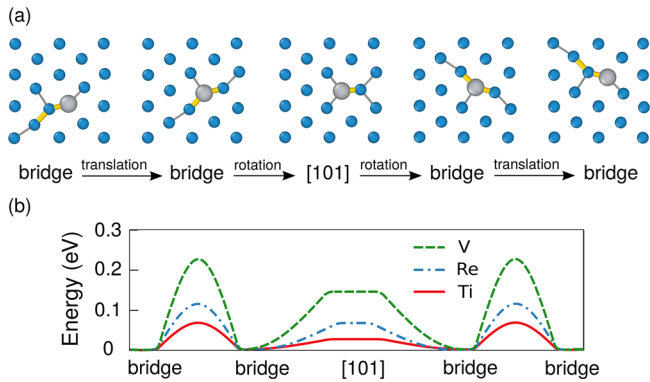 (a)
bridge translation bridge rotation [101] rotation bridge translation bridge
(b)
Energy (eV)
0.3
0.2
0.1
0
V
Re
Ti
bridge bridge [101] bridge bridge